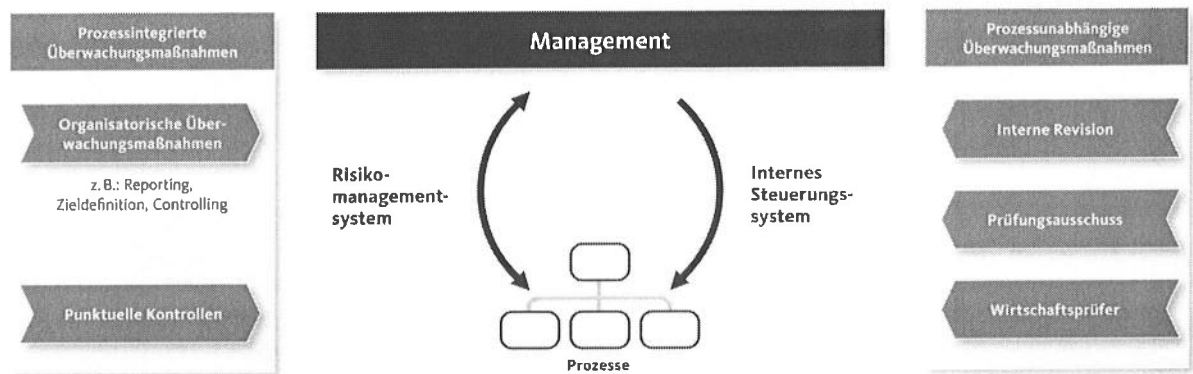 Prozessintegrierte
Überwachungsmaßnahmen
Organisatorische Über-
wachungsmaßnahmen
z. B.: Reporting,
Zieldefinition, Controlling
Punktuelle Kontrollen
Management
Risiko-
management-
system
Internes
Steuerungs-
system
Prozesse
Prozessunabhängige
Überwachungsmaßnahmen
Interne Revision
Prüfungsausschuss
Wirtschaftsprüfer